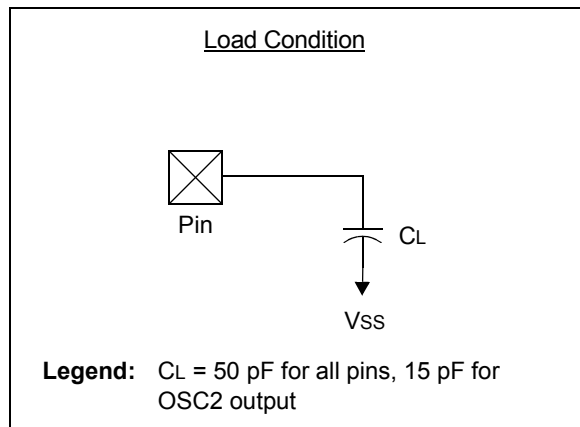 Load Condition
Pin
CL
VSS
Legend: CL = 50 pF for all pins, 15 pF for
OSC2 output